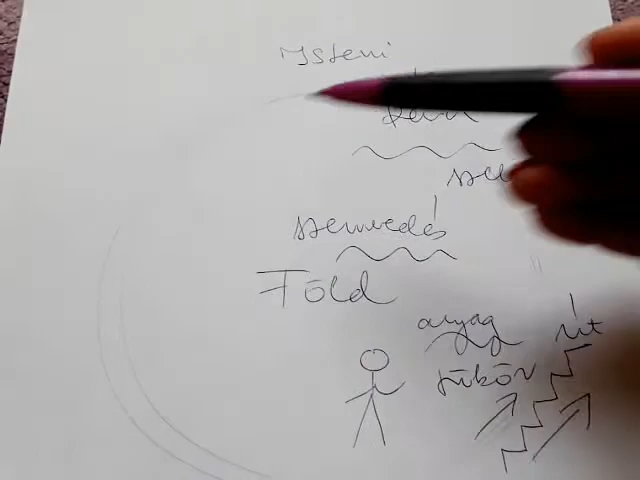 Isteni
szenvedés
Föld
anyag
út
tükör